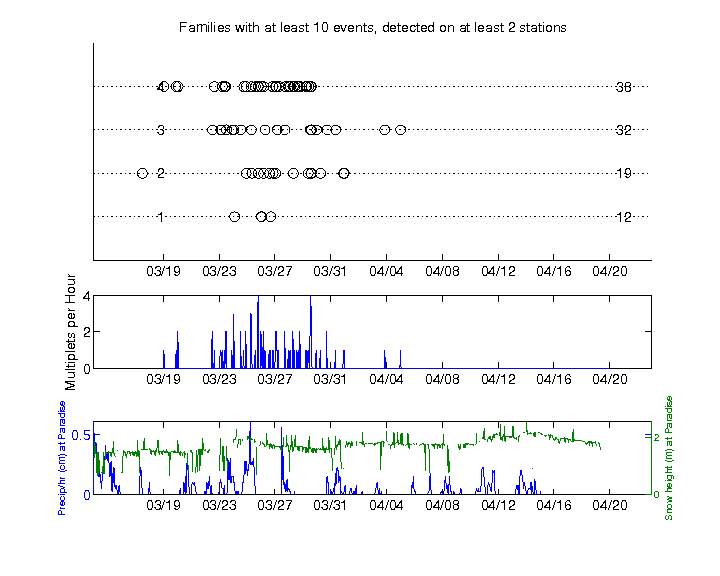 Families with at least 10 events, detected on at least 2 stations
4 36
3 32
2 19
1 12
03/19 03/23 03/27 03/31 04/04 04/08 04/12 04/16 04/20
Multiplets per Hour
4
2
0
03/19 03/23 03/27 03/31 04/04 04/08 04/12 04/16 04/20
Precip/hr (cm) at Paradise
0.5
0
2
0
Snow height (m) at Paradise
03/19 03/23 03/27 03/31 04/04 04/08 04/12 04/16 04/20